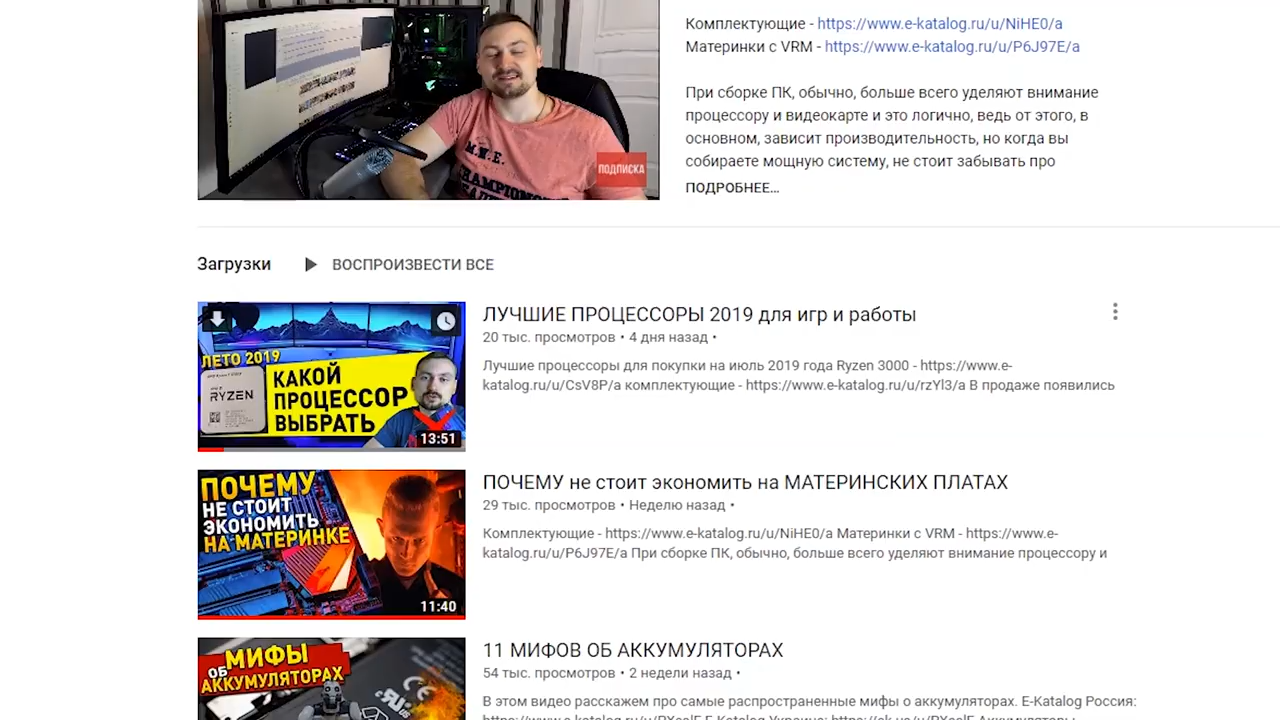 Комплектующие - https://www.e-katalog.ru/u/NiHE0/a
Материнки с VRM - https://www.e-katalog.ru/u/P6J97E/a
При сборке ПК, обычно, больше всего уделяют внимание
процессору и видеокарте и это логично, ведь от этого, в
основном, зависит производительность, но когда вы
собираете мощную систему, не стоит забывать про
ПОДРОБНЕЕ...
ПОДПИСКА
Загрузки
ВОСПРОИЗВЕСТИ ВСЕ
ЛЕТО 2019
RYZEN
КАКОЙ
ПРОЦЕССОР
ВЫБРАТЬ
13:51
ЛУЧШИЕ ПРОЦЕССОРЫ 2019 для игр и работы
20 тыс. просмотров • 4 дня назад •
Лучшие процессоры для покупки на июль 2019 года Ryzen 3000 - https://www.e-
katalog.ru/u/CsV8P/a комплектующие - https://www.e-katalog.ru/u/rzYl3/a В продаже появились
ПОЧЕМУ
НЕ СТОИТ
ЭКОНОМИТЬ
НА МАТЕРИНКЕ
11:40
ПОЧЕМУ не стоит экономить на МАТЕРИНСКИХ ПЛАТАХ
29 тыс. просмотров • Неделю назад •
Комплектующие - https://www.e-katalog.ru/u/NiHE0/a Материнки с VRM - https://www.e-
katalog.ru/u/P6J97E/a При сборке ПК, обычно, больше всего уделяют внимание процессору и
МИФЫ
ОБ
АККУМУЛЯТОРАХ
11 МИФОВ ОБ АККУМУЛЯТОРАХ
54 тыс. просмотров • 2 недели назад •
В этом видео расскажем про самые распространенные мифы о аккумуляторах. E-Katalog Россия: